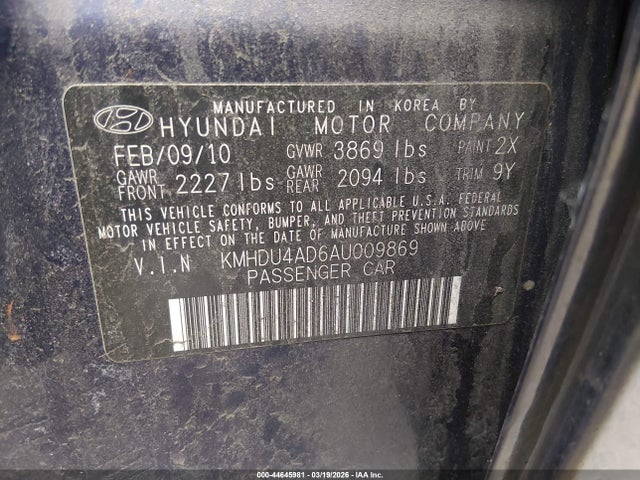 MANUFACTURED IN KOREA BY
HYUNDAI MOTOR COMPANY
FEB/09/10 GVWR 3869 lbs PAINT 2X
GAWR FRONT 2227 lbs GAWR REAR 2094 lbs TRIM 9Y
THIS VEHICLE CONFORMS TO ALL APPLICABLE U.S.A. FEDERAL
MOTOR VEHICLE SAFETY, BUMPER, AND THEFT PREVENTION STANDARDS
IN EFFECT ON THE DATE OF MANUFACTURE SHOWN ABOVE.
V.I.N KMHDU4AD6AU009869
PASSENGER CAR
000-44645981 - 03/19/2026 - IAA Corp.